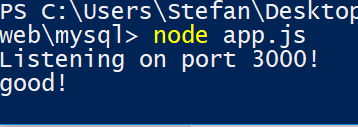 PS C:\Users\Stefan\Desktop
web\mysql> node app.js
Listening on port 3000!
good!